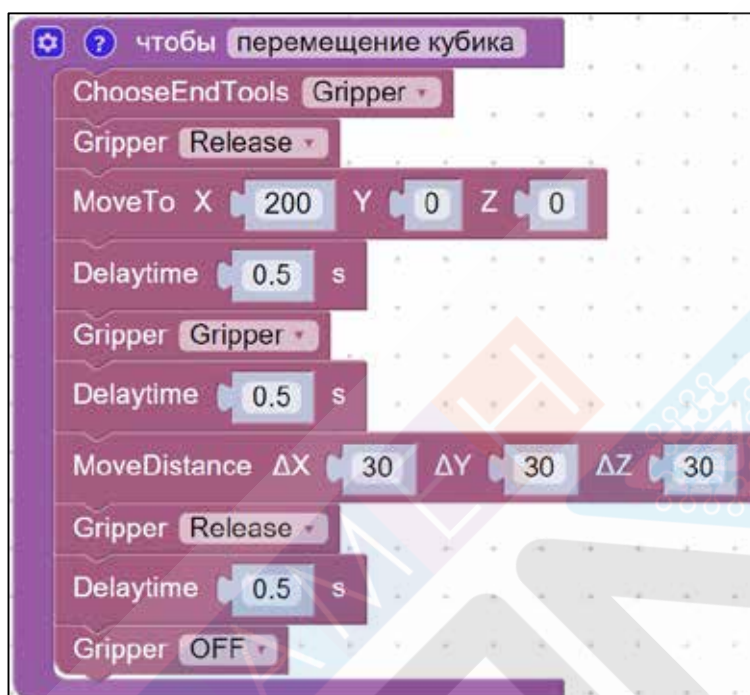 ? чтобы перемещение кубика
ChooseEndTools Gripper
Gripper Release
MoveTo X 200 Y 0 Z 0
Delaytime 0.5 s
Gripper Gripper
Delaytime 0.5 s
MoveDistance ΔX 30 ΔY 30 ΔZ 30
Gripper Release
Delaytime 0.5 s
Gripper OFF